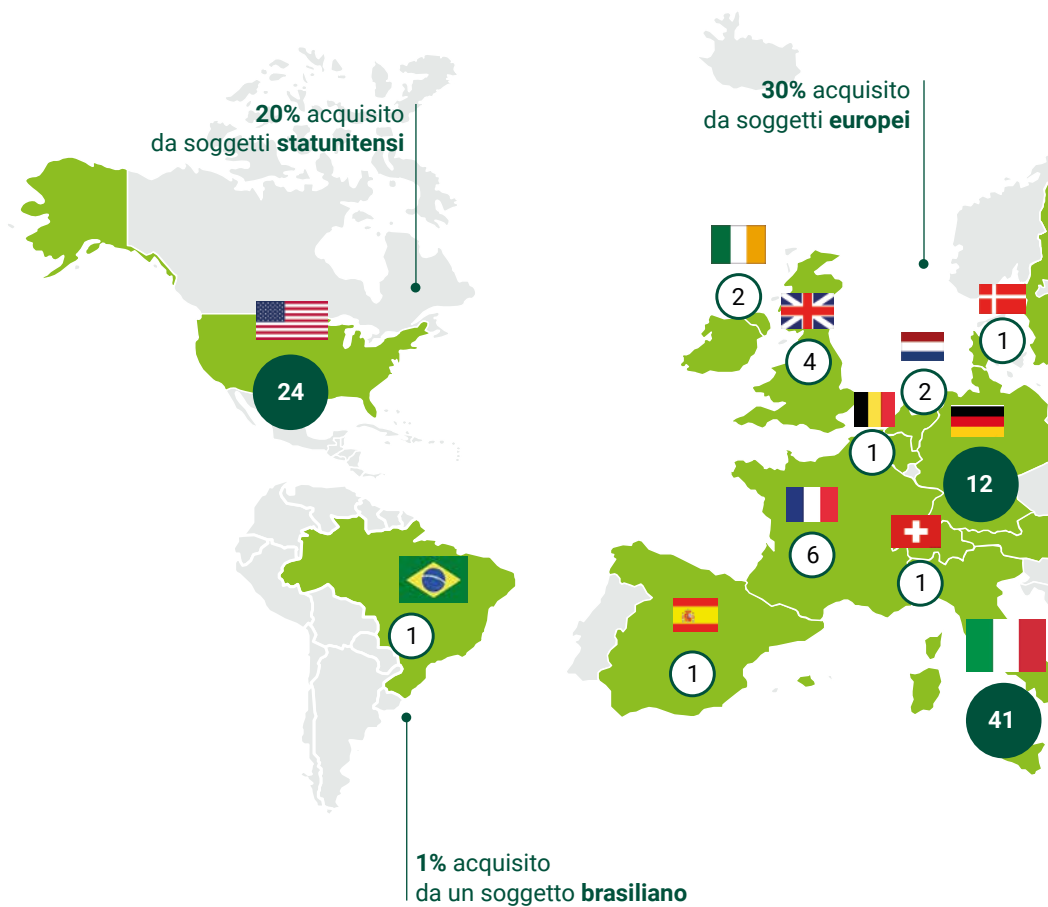 20% acquisito
da soggetti statunitensi
30% acquisito
da soggetti europei
2
4
1
2
24
1
12
6
1
1
1
41
1% acquisito
da un soggetto brasiliano